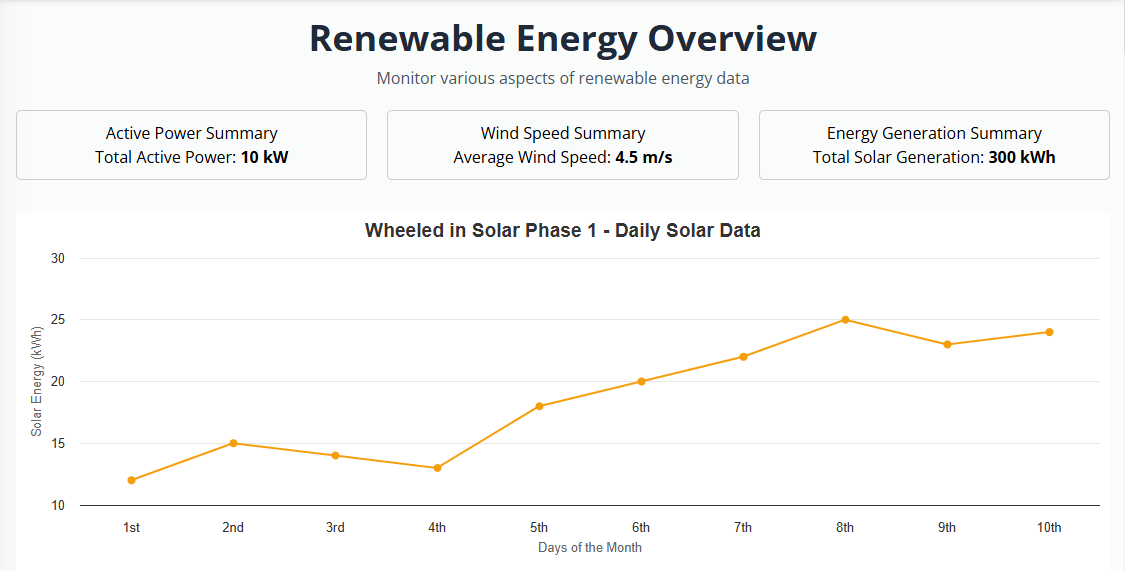 Renewable Energy Overview
Monitor various aspects of renewable energy data
Active Power Summary
Total Active Power: 10 kW
Wind Speed Summary
Average Wind Speed: 4.5 m/s
Energy Generation Summary
Total Solar Generation: 300 kWh
Wheeled in Solar Phase 1 - Daily Solar Data
Solar Energy (kWh)
30
25
20
15
10
1st 2nd 3rd 4th 5th 6th 7th 8th 9th 10th
Days of the Month